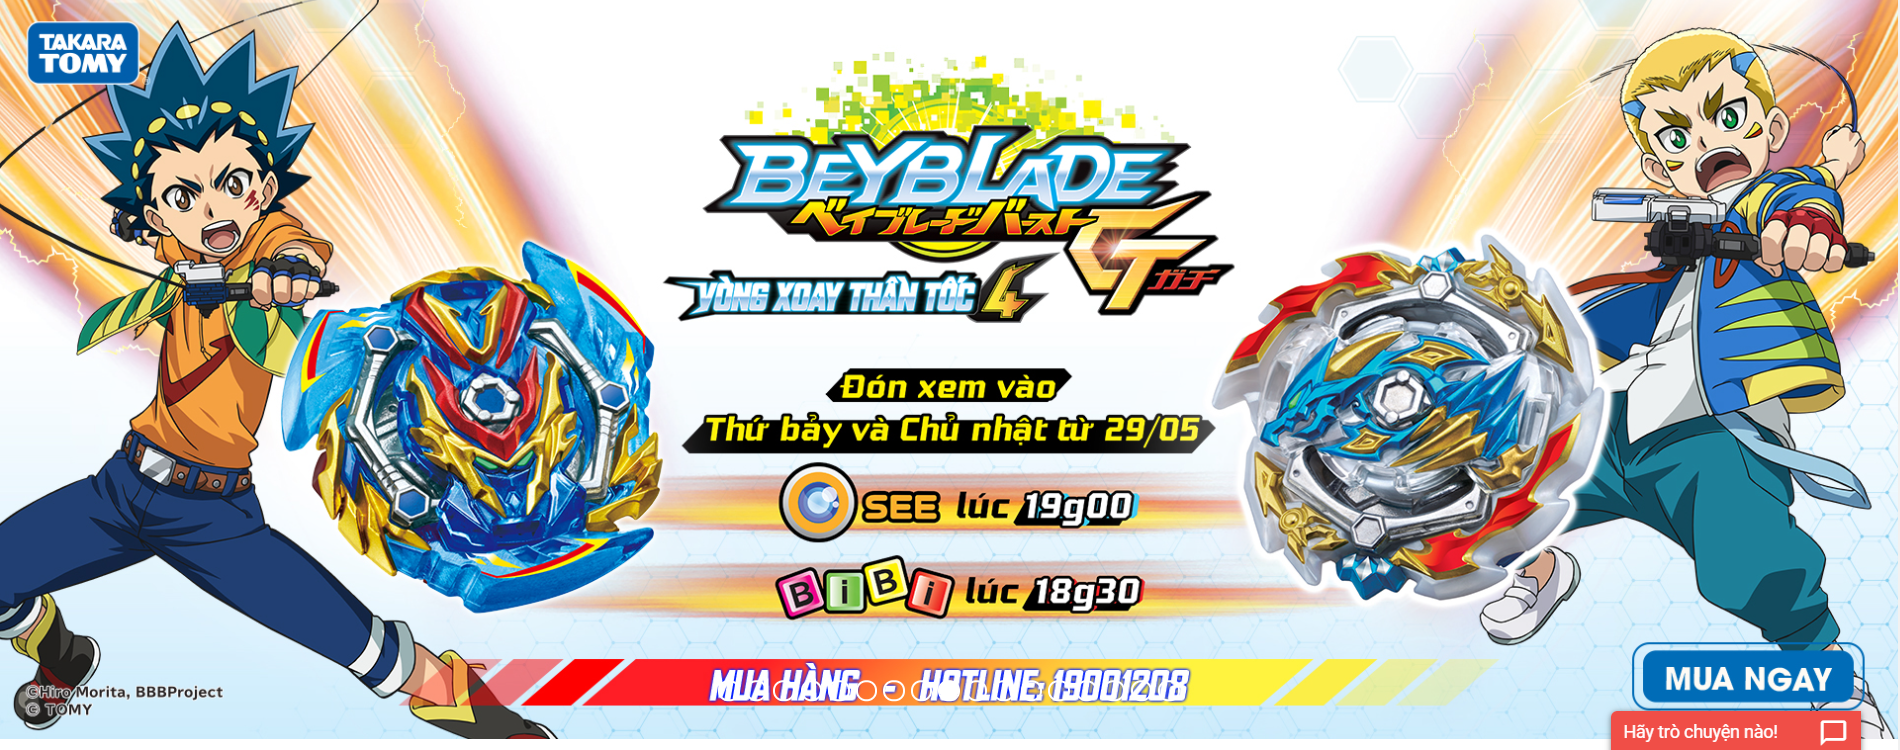 TAKARA
TOMY
BEYBLADE
ベイブレードバースト
GT
ガチ
VÒNG XOAY THẦN TỐC 4
Đón xem vào
Thứ bảy và Chủ nhật từ 29/05
SEE lúc 19g00
BiBi lúc 18g30
MUA HÀNG - HOTLINE: 19001208
©Hiro Morita, BBBProject
© TOMY
MUA NGAY
Hãy trò chuyện nào!